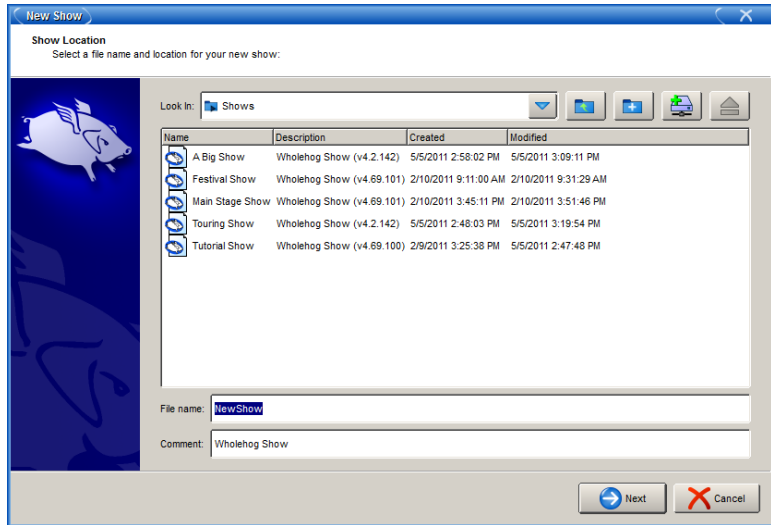 New Show
Show Location
Select a file name and location for your new show:
Look In: Shows
Name Description Created Modified
A Big Show Wholehog Show (v4.2.142) 5/5/2011 2:58:02 PM 5/5/2011 3:09:11 PM
Festival Show Wholehog Show (v4.69.101) 2/10/2011 9:11:00 AM 2/10/2011 9:31:29 AM
Main Stage Show Wholehog Show (v4.69.101) 2/10/2011 3:45:11 PM 2/10/2011 3:51:46 PM
Touring Show Wholehog Show (v4.2.142) 5/5/2011 2:48:03 PM 5/5/2011 3:19:54 PM
Tutorial Show Wholehog Show (v4.69.100) 2/9/2011 3:25:38 PM 5/5/2011 2:47:48 PM
File name: NewShow
Comment: Wholehog Show
Next Cancel